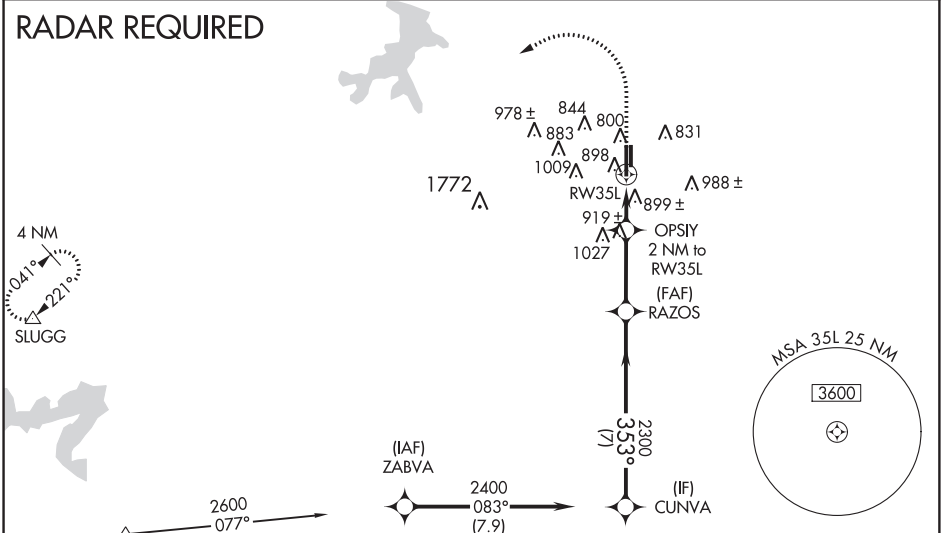 RADAR REQUIRED
978 ±
844
800
831
883
1009
898
1772
RW35L
988 ±
899 ±
919 ±
1027
OPSIY
2 NM to
RW35L
4 NM
041°
221°
SLUGG
(FAF)
RAZOS
MSA 35L 25 NM
3600
2300
353°
(7)
(IAF)
ZABVA
2400
083°
(7.9)
(IF)
CUNVA
2600
077°